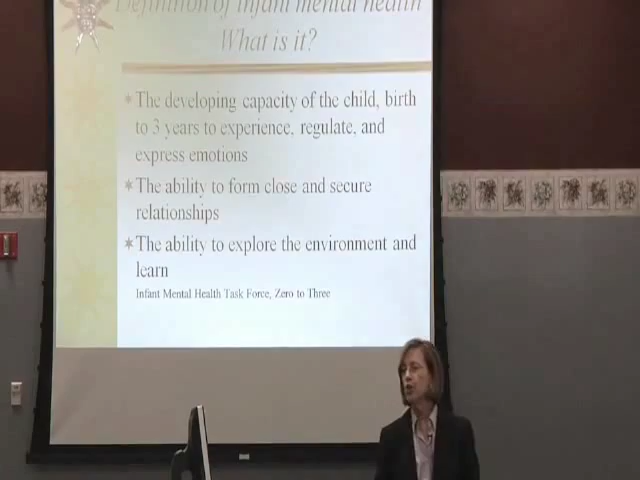 Definition of infant mental health
What is it?
* The developing capacity of the child, birth
to 3 years to experience, regulate, and
express emotions
* The ability to form close and secure
relationships
* The ability to explore the environment and
learn
Infant Mental Health Task Force, Zero to Three